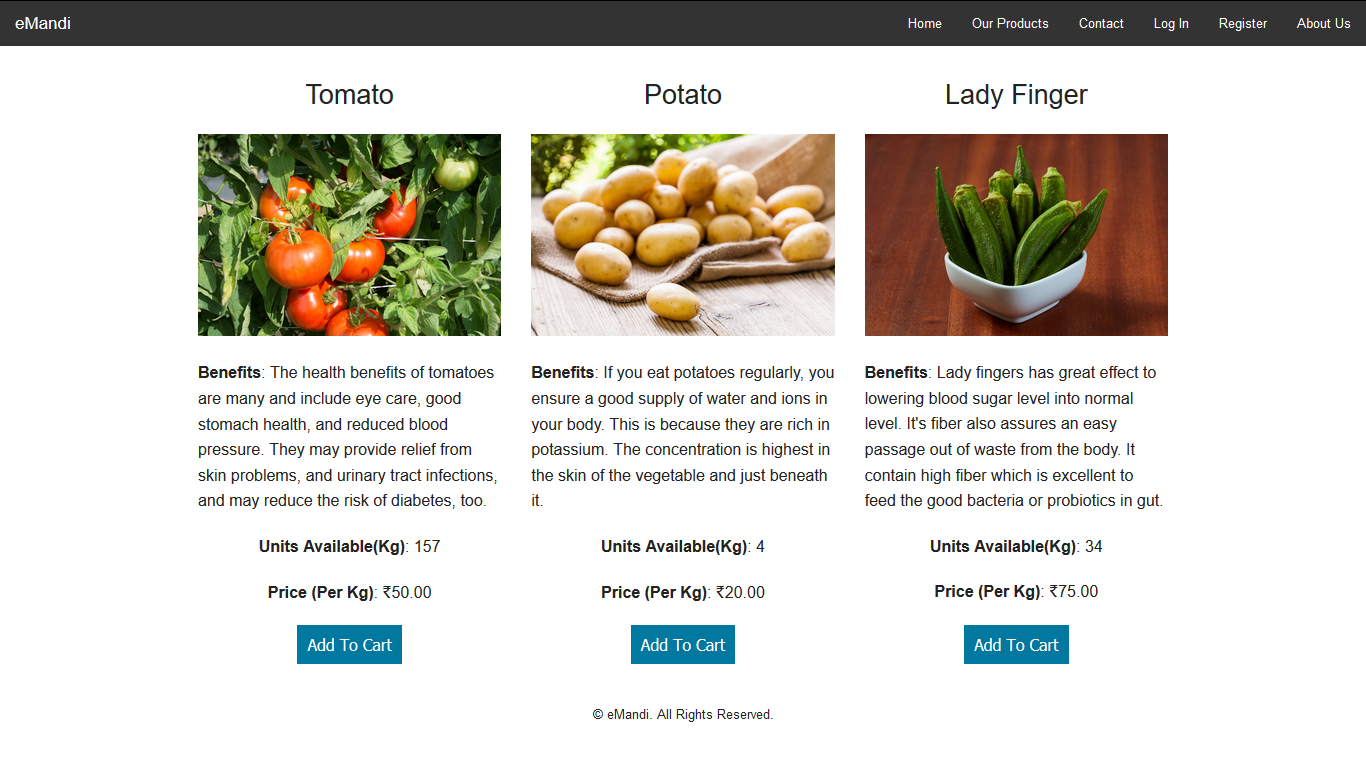 eMandi
Home Our Products Contact Log In Register About Us
Tomato
Benefits: The health benefits of tomatoes
are many and include eye care, good
stomach health, and reduced blood
pressure. They may provide relief from
skin problems, and urinary tract infections,
and may reduce the risk of diabetes, too.
Units Available(Kg): 157
Price (Per Kg): ₹50.00
Add To Cart
Potato
Benefits: If you eat potatoes regularly, you
ensure a good supply of water and ions in
your body. This is because they are rich in
potassium. The concentration is highest in
the skin of the vegetable and just beneath
it.
Units Available(Kg): 4
Price (Per Kg): ₹20.00
Add To Cart
Lady Finger
Benefits: Lady fingers has great effect to
lowering blood sugar level into normal
level. It's fiber also assures an easy
passage out of waste from the body. It
contain high fiber which is excellent to
feed the good bacteria or probiotics in gut.
Units Available(Kg): 34
Price (Per Kg): ₹75.00
Add To Cart
© eMandi. All Rights Reserved.